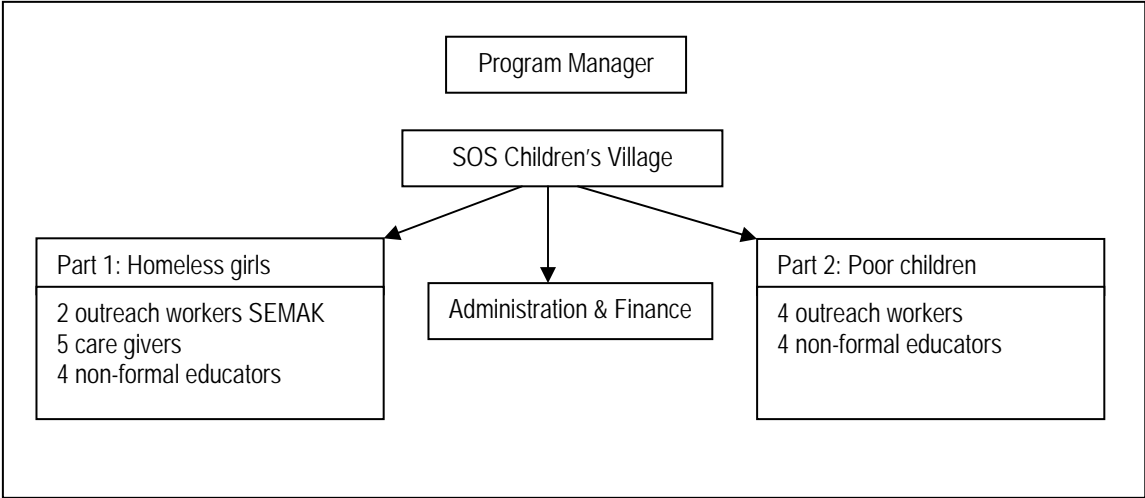 Program Manager
SOS Children's Village
Part 1: Homeless girls
2 outreach workers SEMAK
5 care givers
4 non-formal educators
Administration & Finance
Part 2: Poor children
4 outreach workers
4 non-formal educators